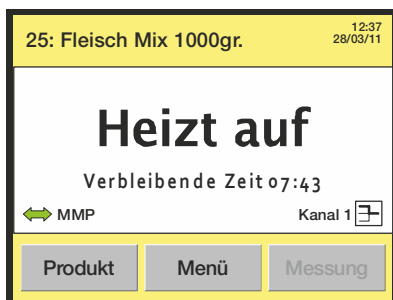 25: Fleisch Mix 1000gr.
12:37
28/03/11
Heizt auf
Verbleibende Zeit 07:43
MMP
Kanal 1
Produkt
Menü
Messung